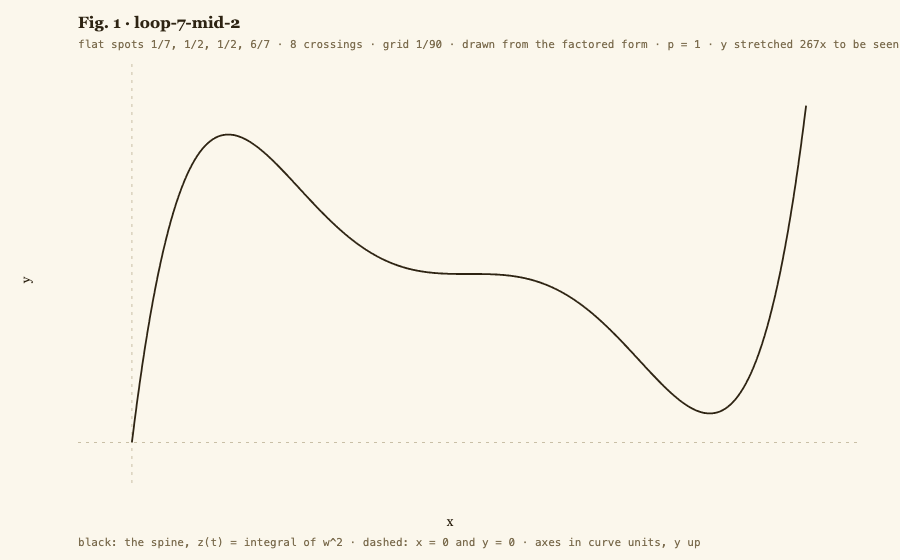 Fig. 1 · loop-7-mid-2
flat spots 1/7, 1/2, 1/2, 6/7 · 8 crossings · grid 1/90 · drawn from the factored form · p = 1 · y stretched 267x to be seen
y
x
black: the spine, z(t) = integral of w^2 · dashed: x = 0 and y = 0 · axes in curve units, y up